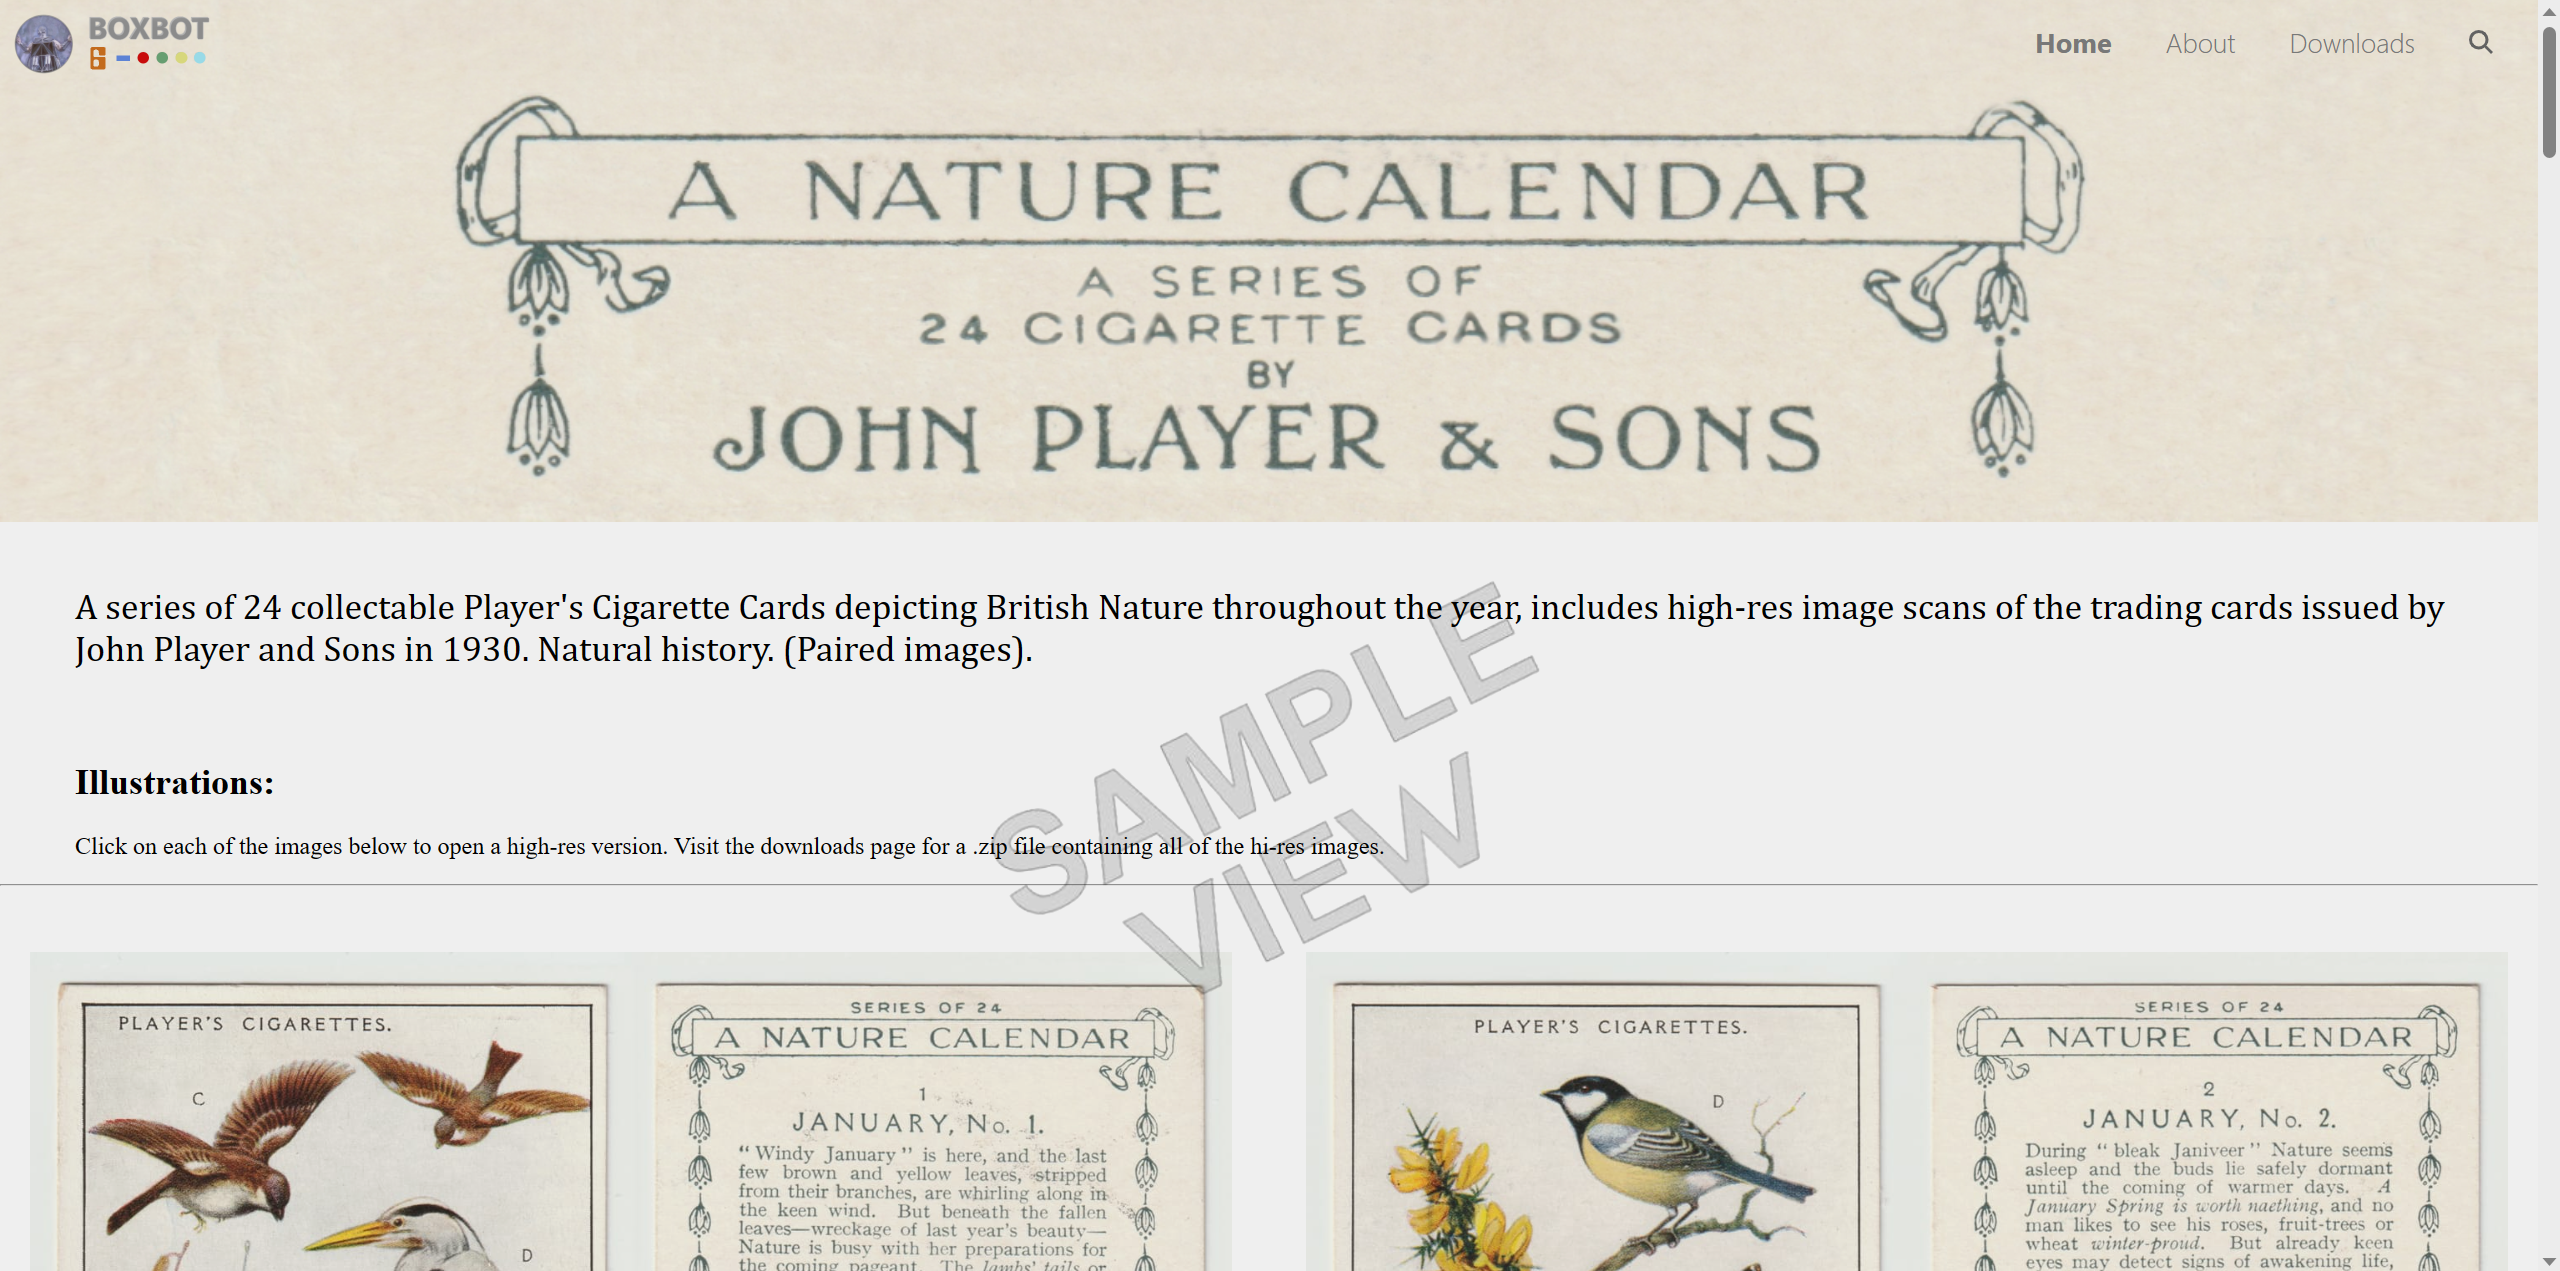 BOXBOT
6
Home
About
Downloads
A NATURE CALENDAR
A SERIES OF
24 CIGARETTE CARDS
BY
JOHN PLAYER & SONS
A series of 24 collectable Player's Cigarette Cards depicting British Nature throughout the year, includes high-res image scans of the trading cards issued by
John Player and Sons in 1930. Natural history. (Paired images).
SAMPLE
VIEW
Illustrations:
Click on each of the images below to open a high-res version. Visit the downloads page for a .zip file containing all of the hi-res images.
PLAYER'S CIGARETTES.
C
D
SERIES OF 24
A NATURE CALENDAR
1
JANUARY, No. 1.
“ Windy January ” is here, and the last
few brown and yellow leaves, stripped
from their branches, are whirling along in
the keen wind. But beneath the fallen
leaves—wreckage of last year's beauty—
Nature is busy with her preparations for
the coming pageant. The lambs' tails or
PLAYER'S CIGARETTES.
D
SERIES OF 24
A NATURE CALENDAR
2
JANUARY, No. 2.
During “ bleak Janiveer ” Nature seems
asleep and the buds lie safely dormant
until the coming of warmer days. A
January Spring is worth naething, and no
man likes to see his roses, fruit-trees or
wheat winter-proud. But already keen
eyes may detect signs of awakening life,